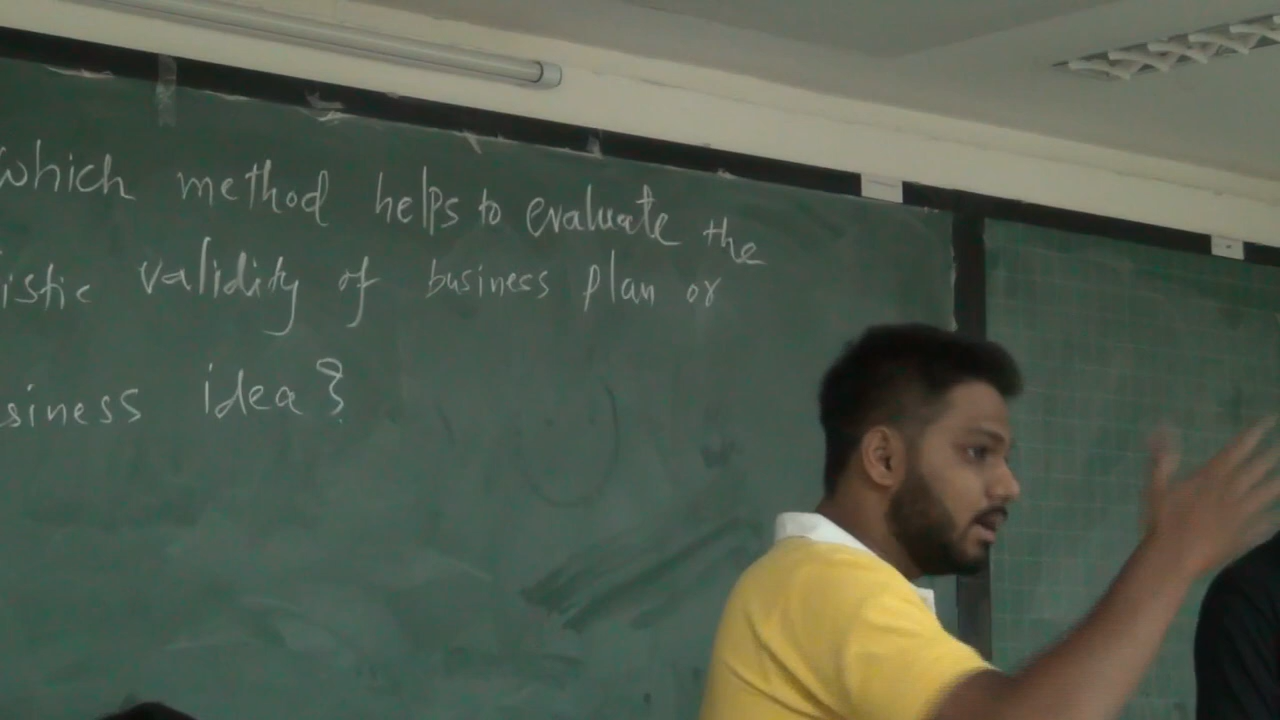 which method helps to evaluate the
istic validity of business plan or
siness idea?